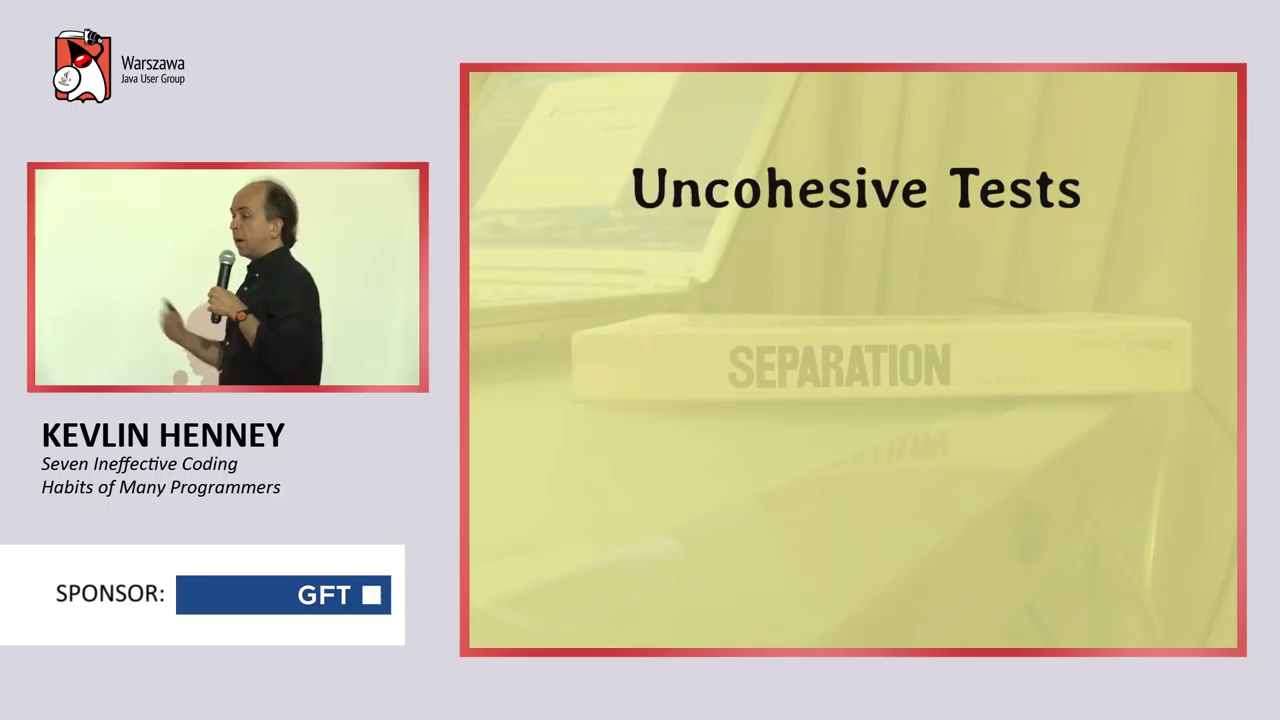 Warszawa
Java User Group
Uncohesive Tests
SEPARATION
KEVLIN HENNEY
Seven Ineffective Coding
Habits of Many Programmers
SPONSOR:
GFT